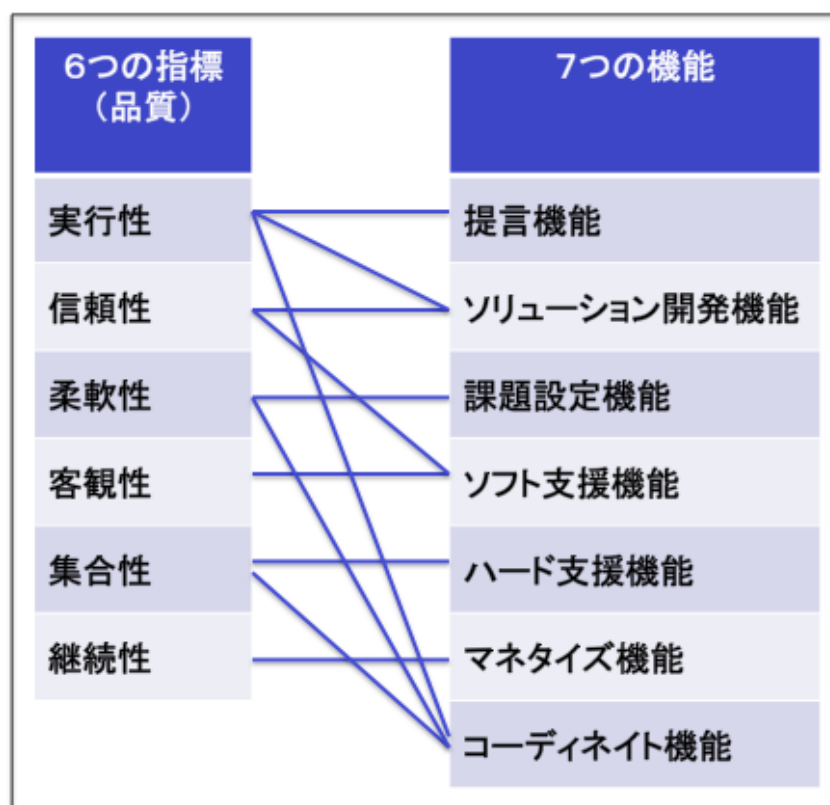 6つの指標
（品質）
7つの機能
実行性
提言機能
信頼性
ソリューション開発機能
柔軟性
課題設定機能
客観性
ソフト支援機能
集合性
ハード支援機能
継続性
マネタイズ機能
コーディネイト機能